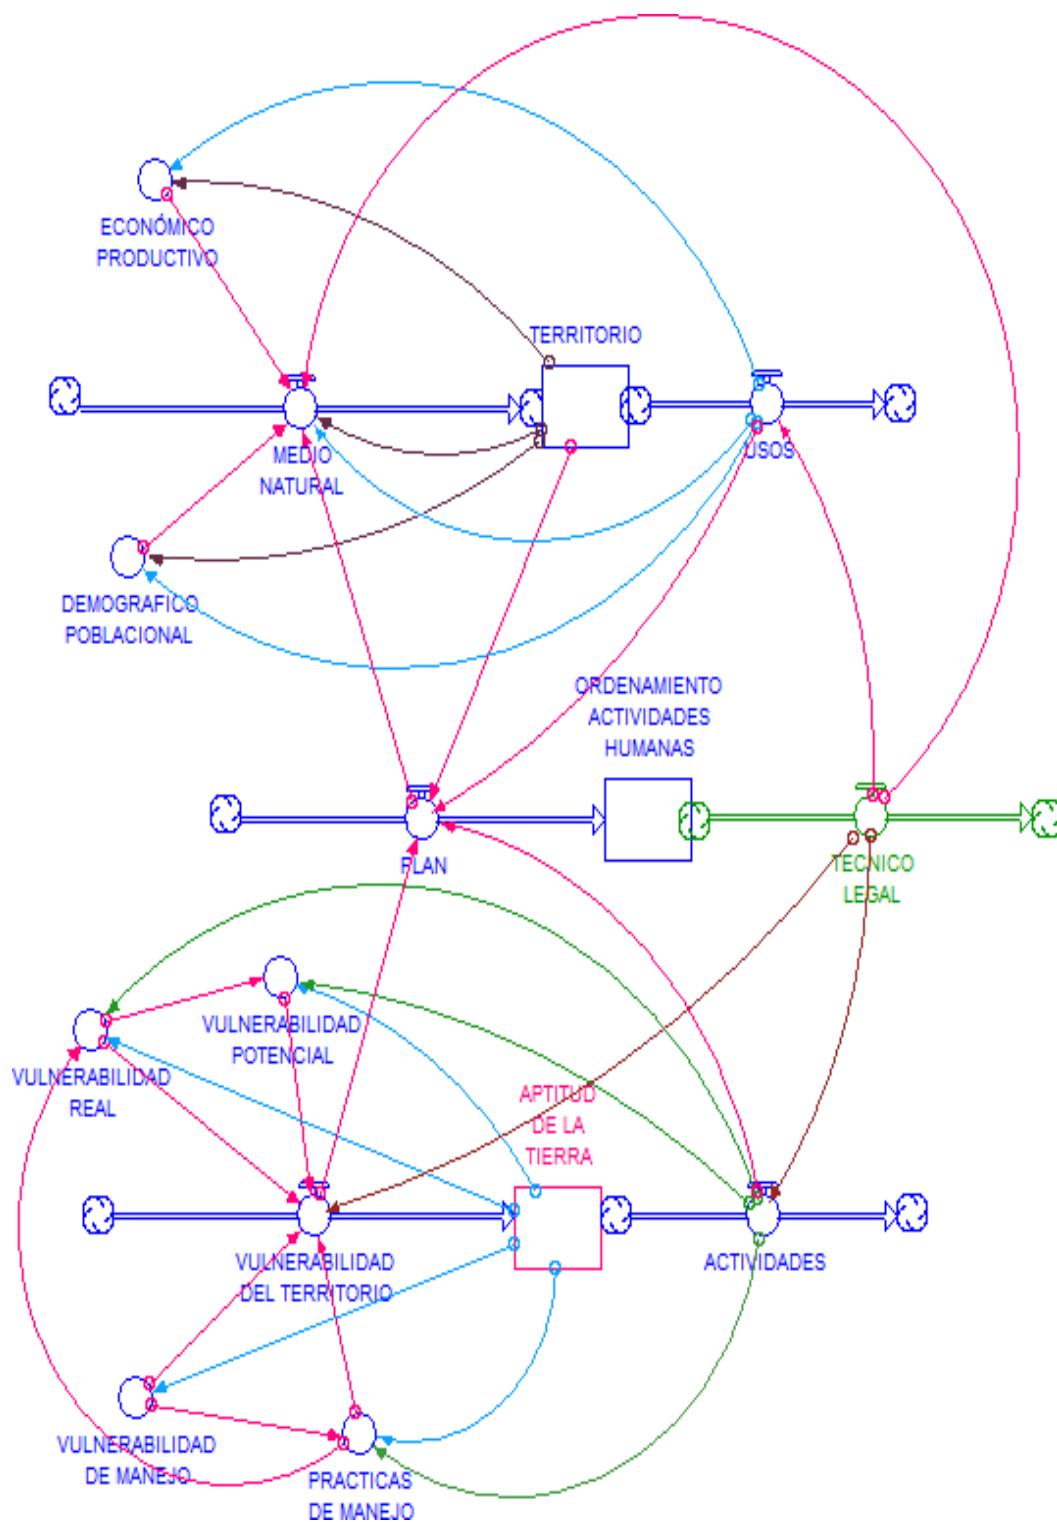 ECONÓMICO
PRODUCTIVO
TERRITORIO
MEDIO
NATURAL
USOS
DEMOGRAFICO
POBLACIONAL
ORDENAMIENTO
ACTIVIDADES
HUMANAS
PLAN
TECNICO
LEGAL
VULNERABILIDAD
POTENCIAL
VULNERABILIDAD
REAL
APTITUD
DE LA
TIERRA
VULNERABILIDAD
DEL TERRITORIO
ACTIVIDADES
VULNERABILIDAD
DE MANEJO
PRACTICAS
DE MANEJO